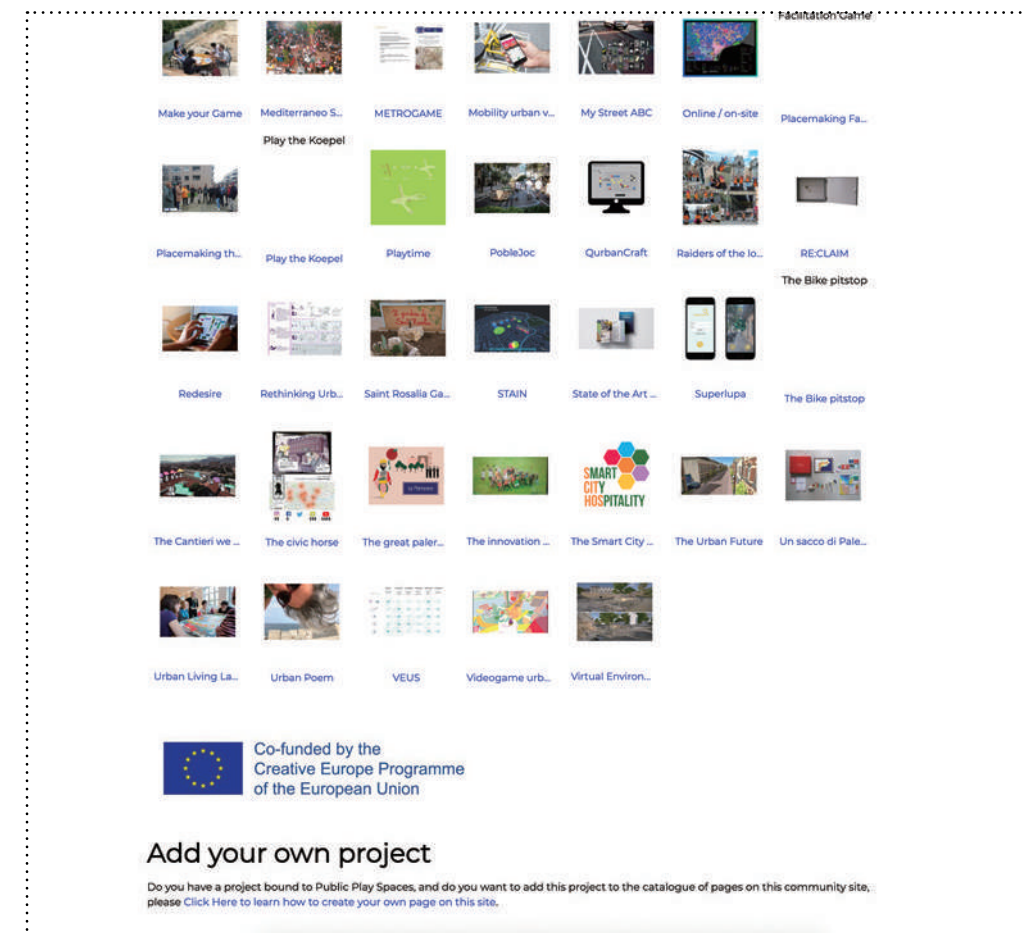 Facilitation Game
Make your Game
Mediterraneo S...
METROGAME
Mobility urban v...
My Street ABC
Online / on-site
Placemaking Fa...
Play the Koepel
Placemaking th...
Play the Koepel
Playtime
PobleJoc
QurbanCraft
Raiders of the lo...
RE:CLAIM
The Bike pitstop
Redesire
Rethinking Urb...
Saint Rosalia Ga...
STAIN
State of the Art ...
Superlupa
The Bike pitstop
SMART
CITY
HOSPITALITY
The Cantieri we ...
The civic horse
The great paler...
The innovation ...
The Smart City ...
The Urban Future
Un sacco di Pale...
Urban Living La...
Urban Poem
VEUS
Videogame urb...
Virtual Environ...
Co-funded by the
Creative Europe Programme
of the European Union
Add your own project
Do you have a project bound to Public Play Spaces, and do you want to add this project to the catalogue of pages on this community site,
please Click Here to learn how to create your own page on this site.